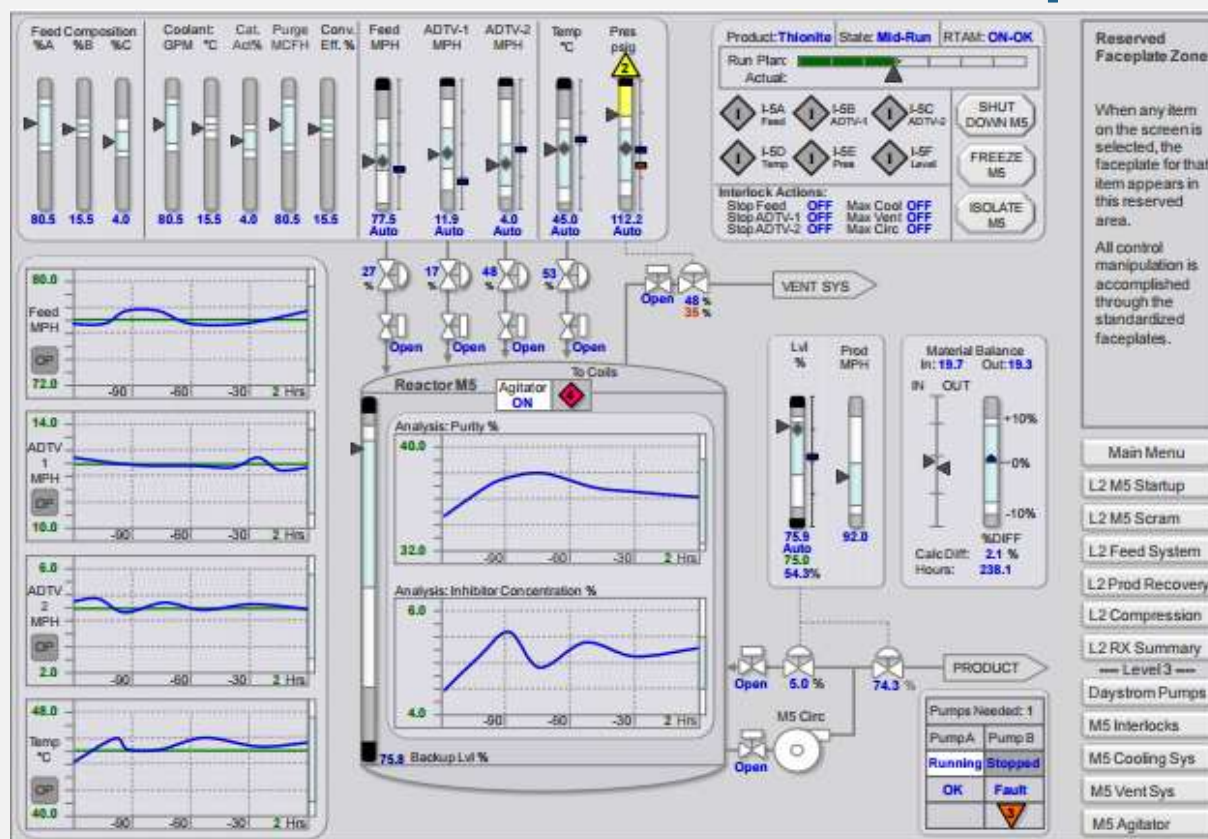 Feed Composition
%A %B %C
Coolant:
GPM °C
Cat.
Act%
Purge
MCFH
Conv.
Eff. %
Feed
MPH
ADTV-1
MPH
ADTV-2
MPH
Temp
°C
Pres
psig
2
80.5 15.5 4.0 80.5 15.5 4.0 80.5 15.5
77.5
Auto
11.9
Auto
4.0
Auto
45.0
Auto
112.2
Auto
Product: Thionite State: Mid-Run RTAM: ON-OK
Run Plan:
Actual:
I I-5A
Feed
I I-5B
ADTV-1
I I-5C
ADTV-2
I I-5D
Temp
I I-5E
Pres
I I-5F
Level
SHUT
DOWN M5
FREEZE
M5
ISOLATE
M5
Interlock Actions:
Stop Feed OFF Max Cool OFF
Stop ADTV-1 OFF Max Vent OFF
Stop ADTV-2 OFF Max Circ OFF
Reserved
Faceplate Zone
When any item
on the screen is
selected, the
faceplate for that
item appears in
this reserved
area.
All control
manipulation is
accomplished
through the
standardized
faceplates.
27
%
17
%
48
%
53
%
Open Open Open Open
Open 48 %
35 %
VENT SYS
80.0
Feed
MPH
OP
72.0
-90 -60 -30 2 Hrs
14.0
ADTV
1
MPH
OP
10.0
-90 -60 -30 2 Hrs
6.0
ADTV
2
MPH
OP
2.0
-90 -60 -30 2 Hrs
48.0
Temp
°C
OP
40.0
-90 -60 -30 2 Hrs
To Coils
Reactor M5
Agitator
ON
4
Analysis: Purity %
40.0
32.0
-90 -60 -30 2 Hrs
Analysis: Inhibitor Concentration %
6.0
4.0
-90 -60 -30 2 Hrs
75.8 Backup Lvl %
Lvl
%
Prod
MPH
75.9
Auto
75.0
54.3%
92.0
Material Balance
In: 19.7 Out: 19.3
IN OUT
+10%
0%
-10%
%DIFF
Calc Diff: 2.1 %
Hours: 238.1
Open 5.0 % 74.3 %
PRODUCT
M5 Circ
Open
Pumps Needed: 1
Pump A Pump B
Running Stopped
OK Fault
3
Main Menu
L2 M5 Startup
L2 M5 Scram
L2 Feed System
L2 Prod Recovery
L2 Compression
L2 RX Summary
---- Level 3 ----
Daystrom Pumps
M5 Interlocks
M5 Cooling Sys
M5 Vent Sys
M5 Agitator